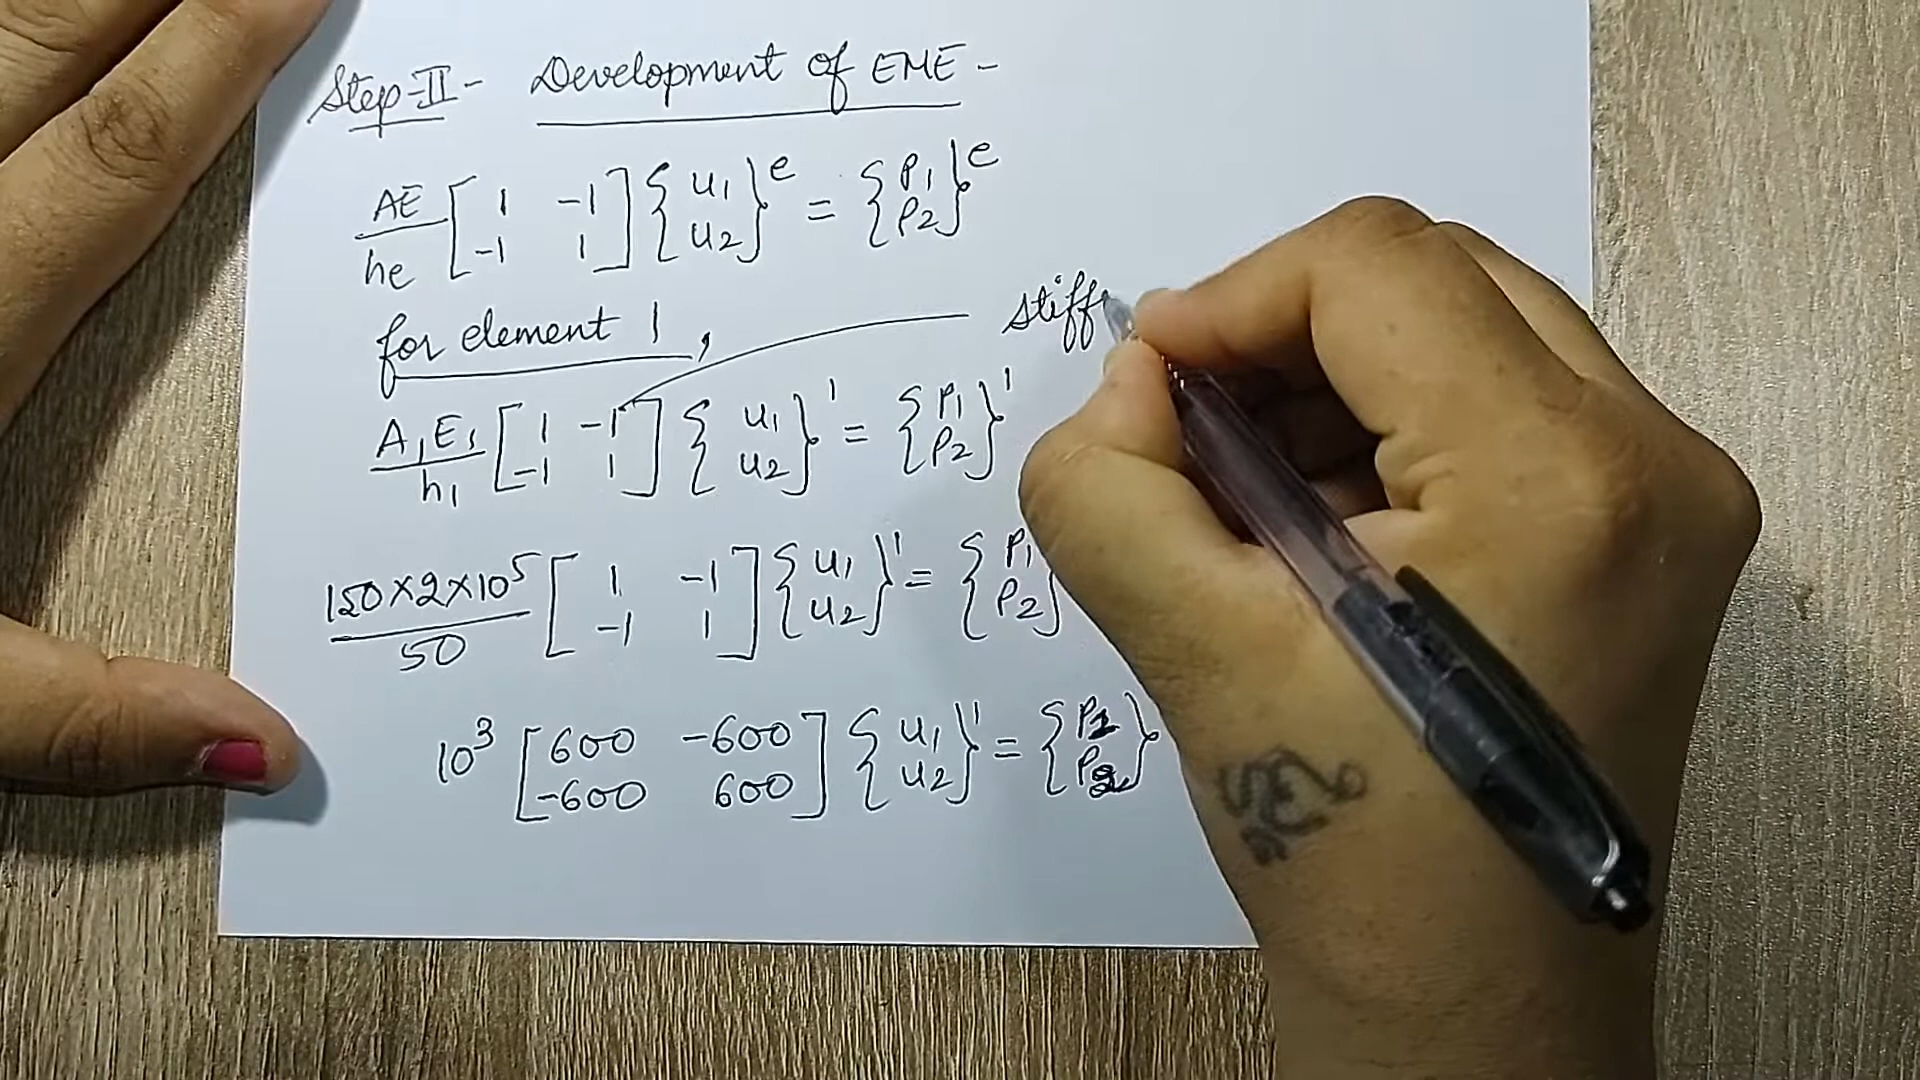 Step-II - Development of EME -
AE/he [1 -1; -1 1] {u1; u2}^e = {P1; P2}^e
for element 1,
stiff
A1E1/h1 [1 -1; -1 1] {u1; u2}^1 = {P1; P2}^1
150×2×10^5/50 [1 -1; -1 1] {u1; u2}^1 = {P1; P2}
10^3 [600 -600; -600 600] {u1; u2}^1 = {P1; P2}